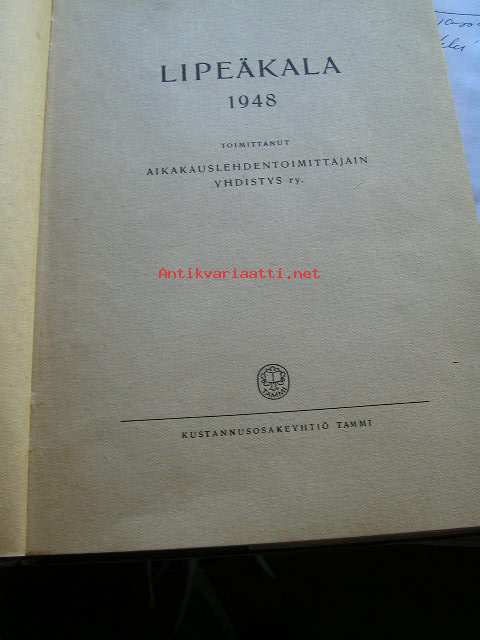 LIPEÄKALA
1948
TOIMITTANUT
AIKAKAUSLEHDENTOIMITTAJAIN
YHDISTYS ry.
Antikvariaatti.net
TAMMI
KUSTANNUSOSAKEYHTIÖ TAMMI